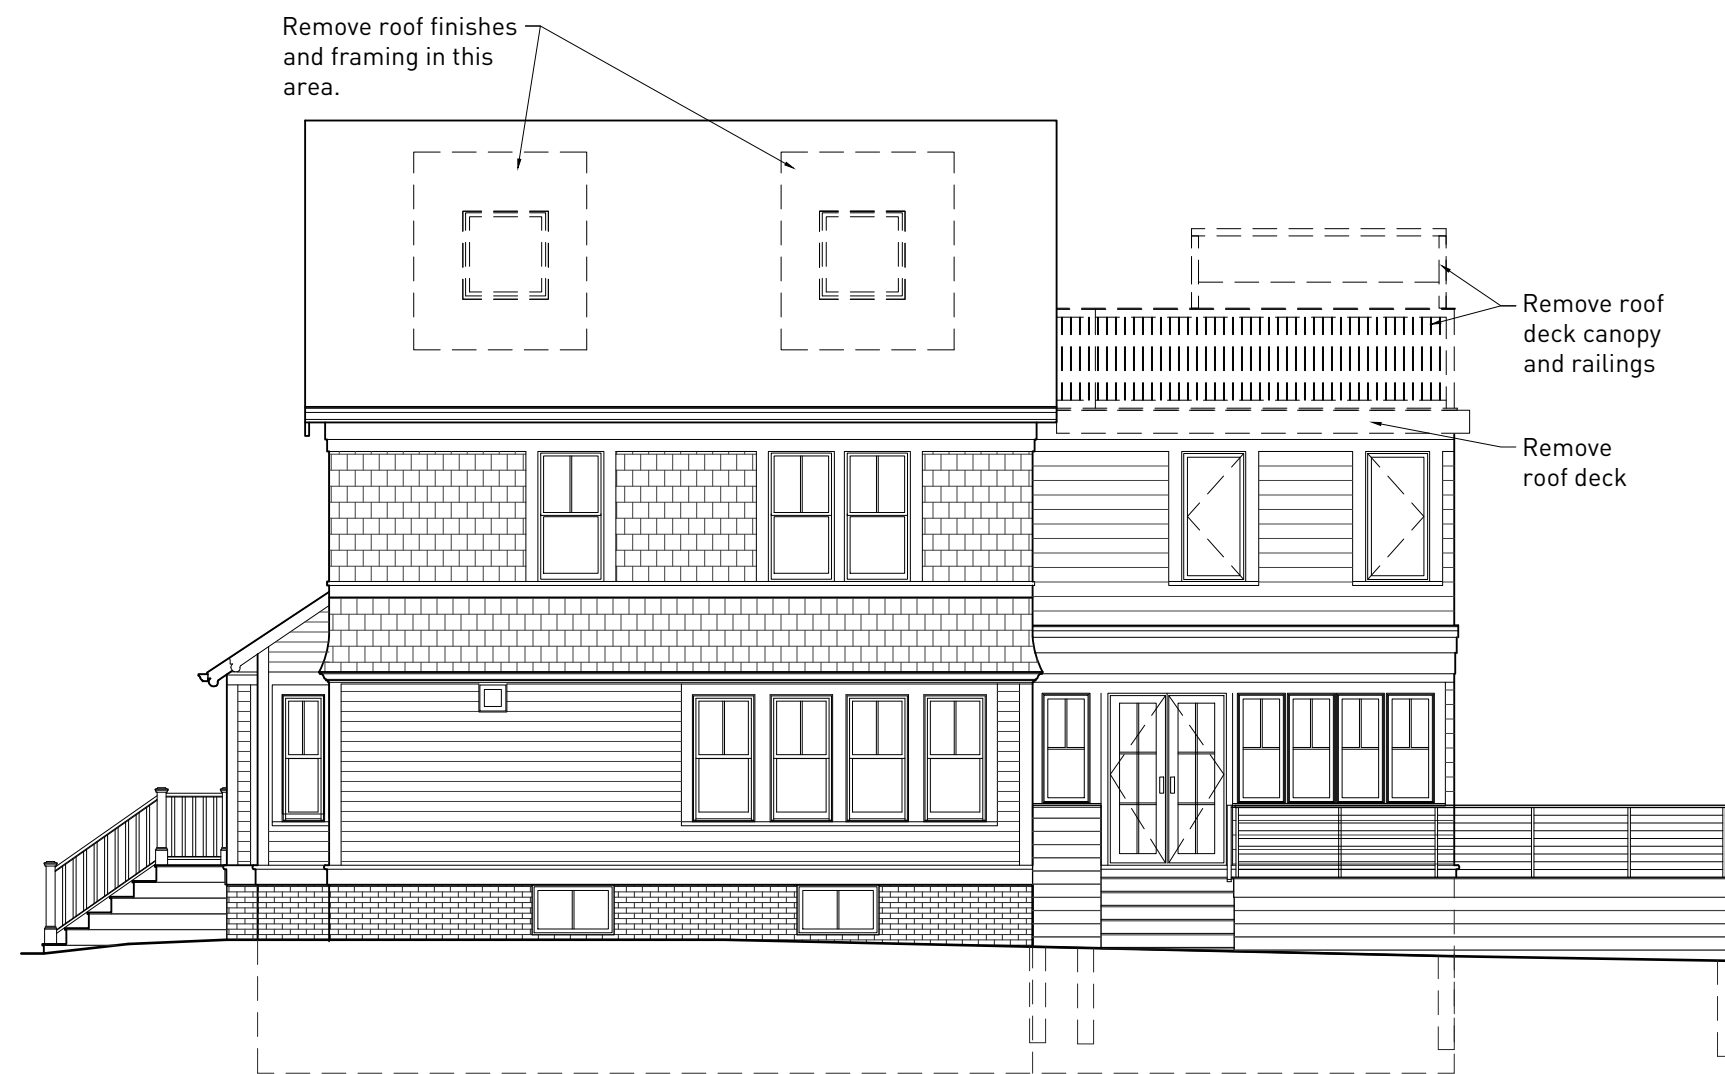 Remove roof finishes
and framing in this
area.
Remove roof
deck canopy
and railings
Remove
roof deck